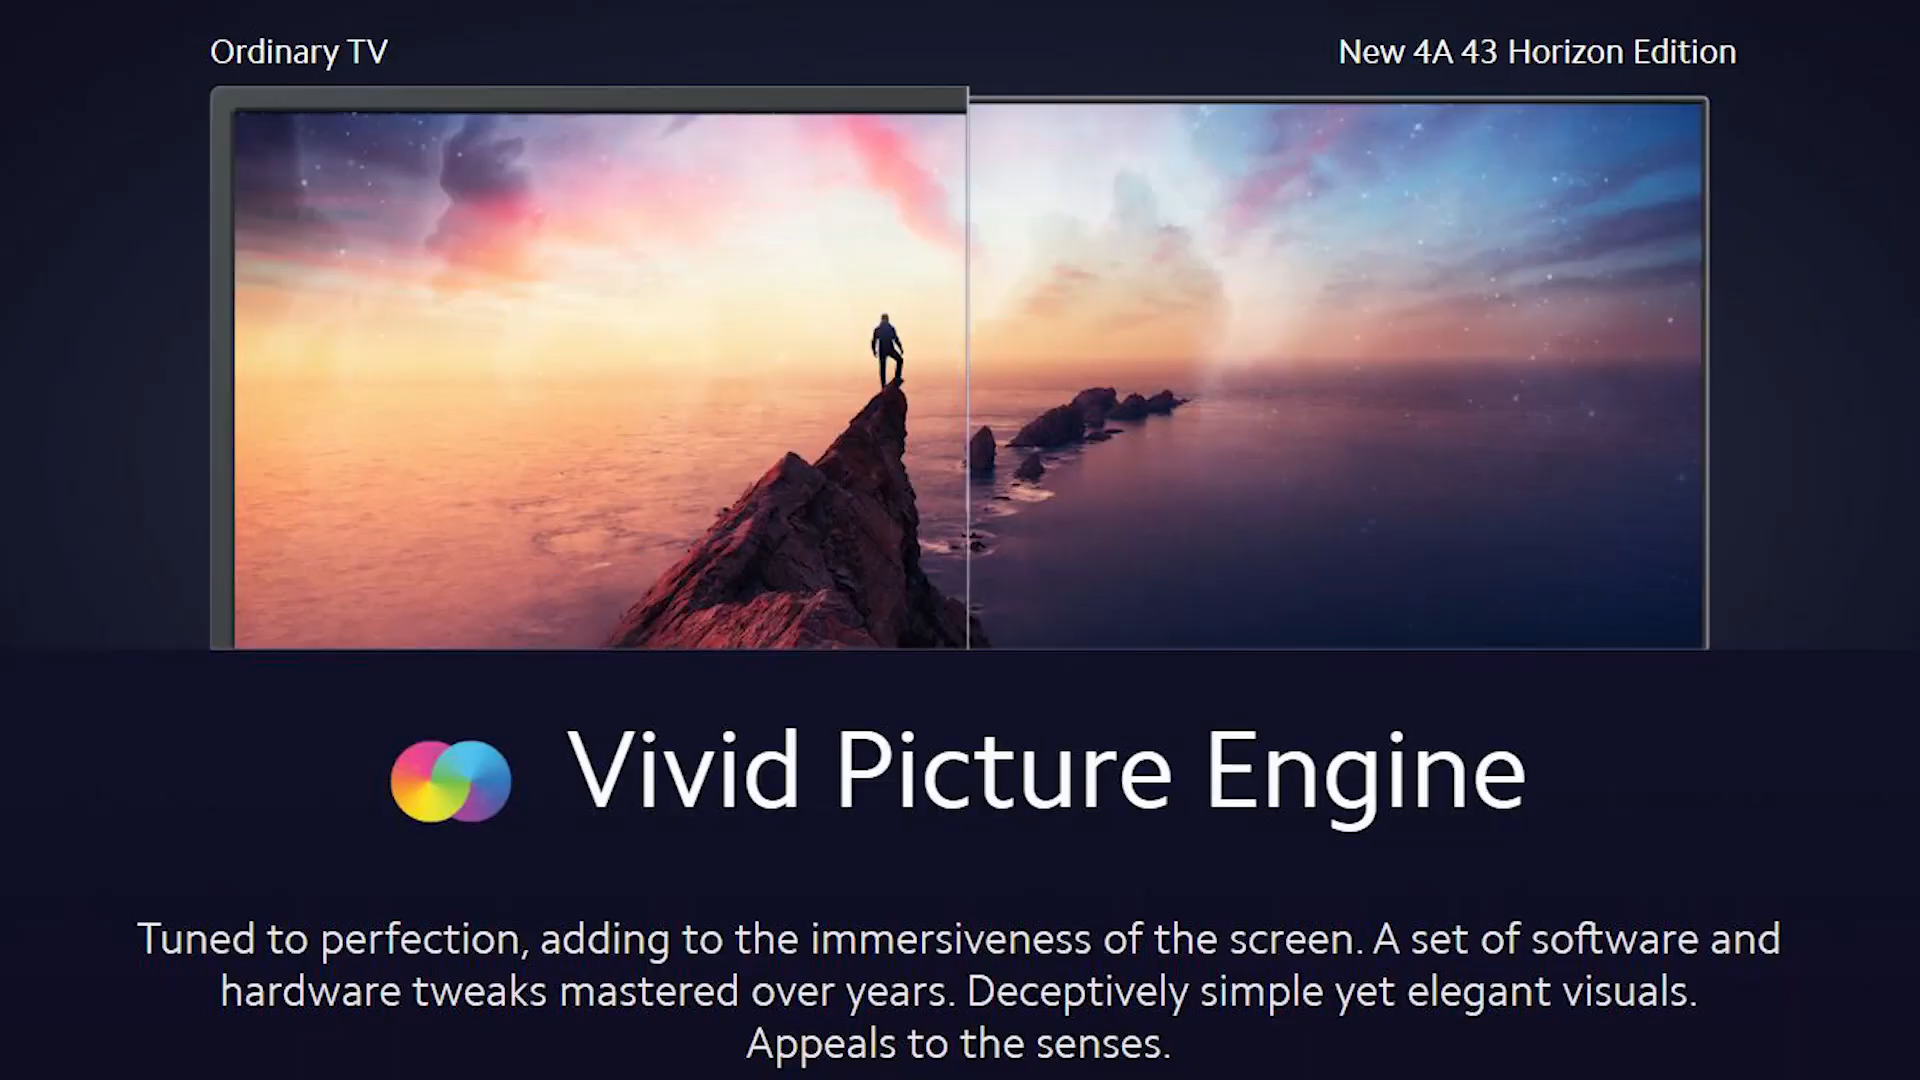 Ordinary TV
New 4A 43 Horizon Edition
Vivid Picture Engine
Tuned to perfection, adding to the immersiveness of the screen. A set of software and
hardware tweaks mastered over years. Deceptively simple yet elegant visuals.
Appeals to the senses.